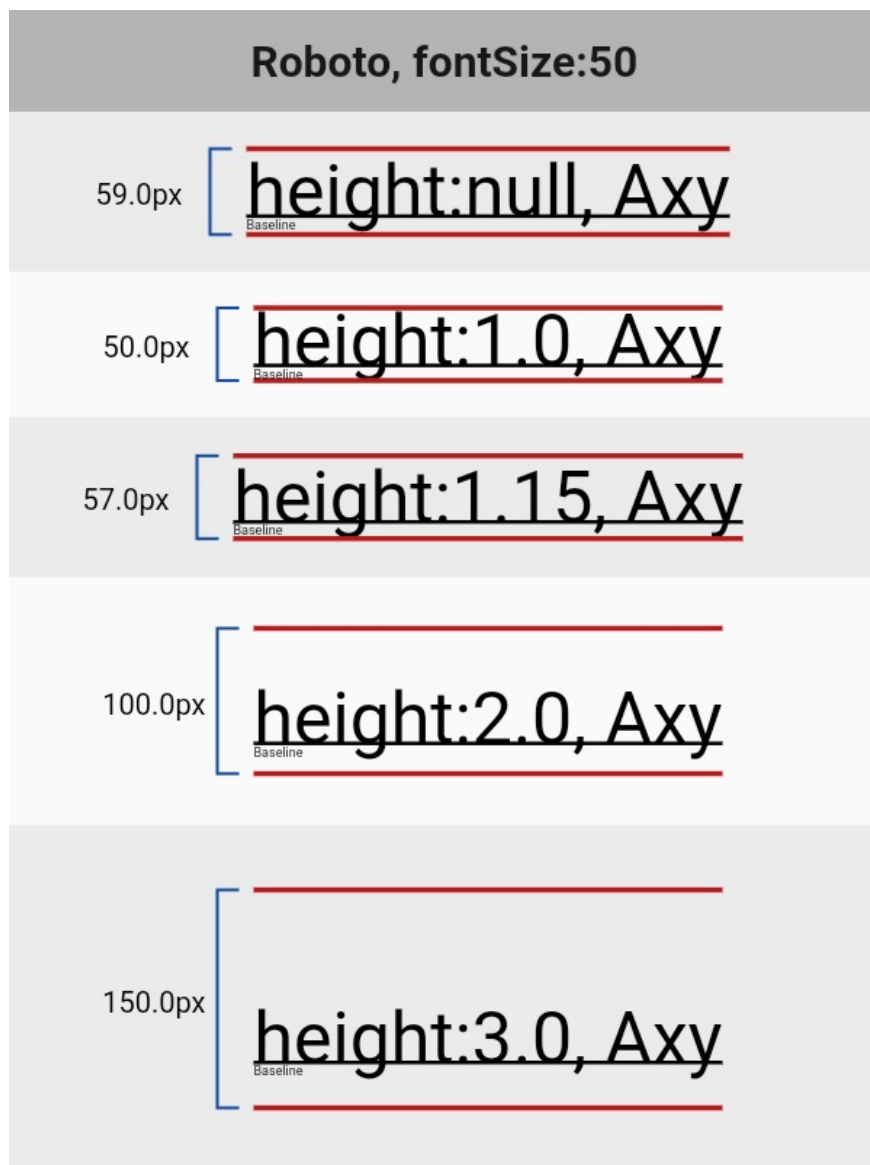 Roboto, fontSize:50
59.0px
height:null, Axy
Baseline
50.0px
height:1.0, Axy
Baseline
57.0px
height:1.15, Axy
Baseline
100.0px
height:2.0, Axy
Baseline
150.0px
height:3.0, Axy
Baseline